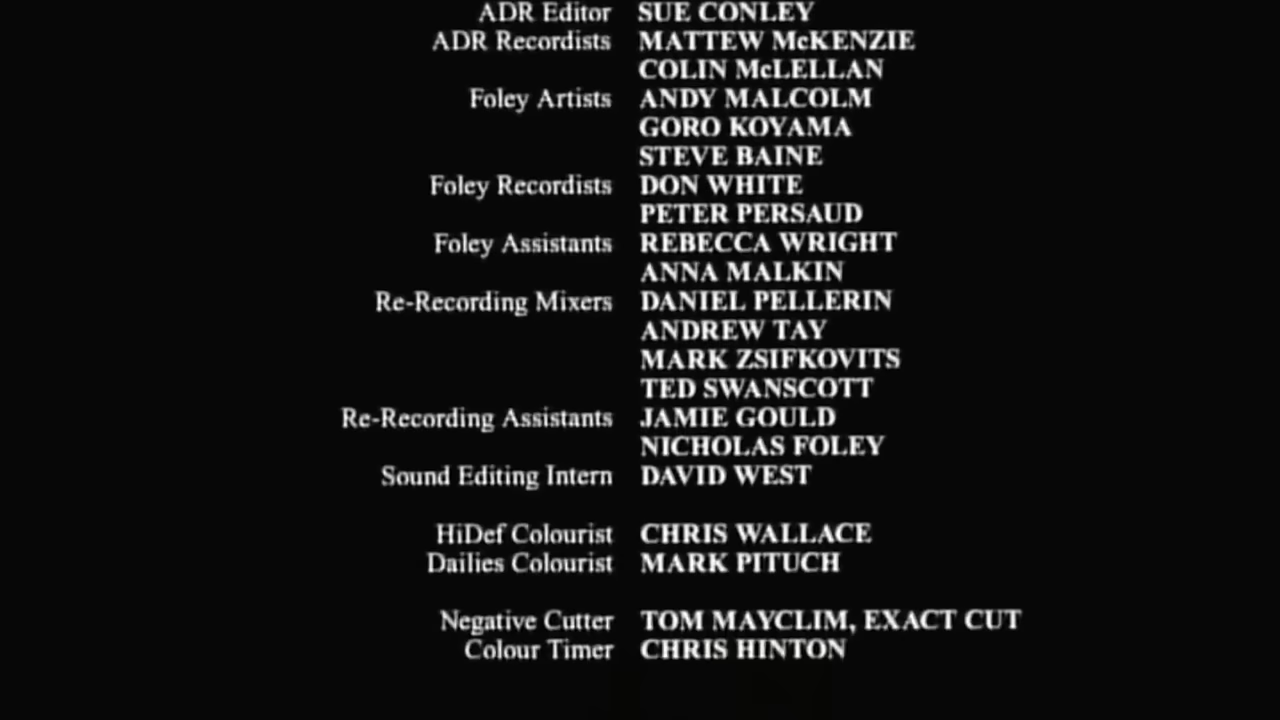 ADR Editor SUE CONLEY
ADR Recordists MATTEW McKENZIE
COLIN McLELLAN
Foley Artists ANDY MALCOLM
GORO KOYAMA
STEVE BAINE
Foley Recordists DON WHITE
PETER PERSAUD
Foley Assistants REBECCA WRIGHT
ANNA MALKIN
Re-Recording Mixers DANIEL PELLERIN
ANDREW TAY
MARK ZSIFKOVITS
TED SWANSCOTT
Re-Recording Assistants JAMIE GOULD
NICHOLAS FOLEY
Sound Editing Intern DAVID WEST
HiDef Colourist CHRIS WALLACE
Dailies Colourist MARK PITUCH
Negative Cutter TOM MAYCLIM, EXACT CUT
Colour Timer CHRIS HINTON